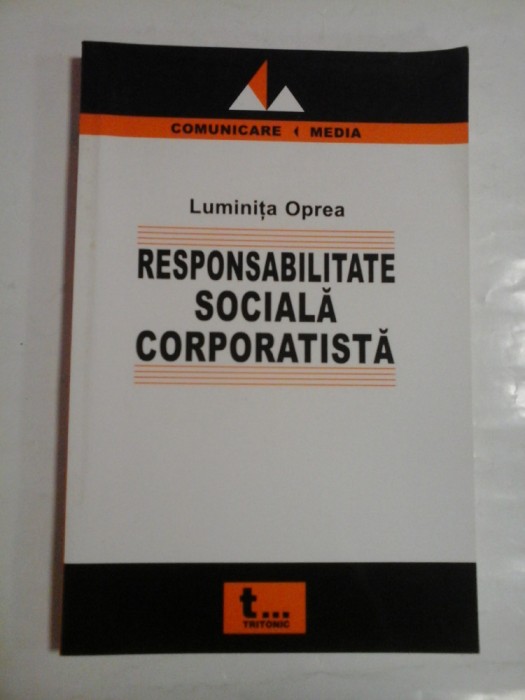 COMUNICARE MEDIA
Luminița Oprea
RESPONSABILITATE
SOCIALĂ
CORPORATISTĂ
t...
TRITONIC